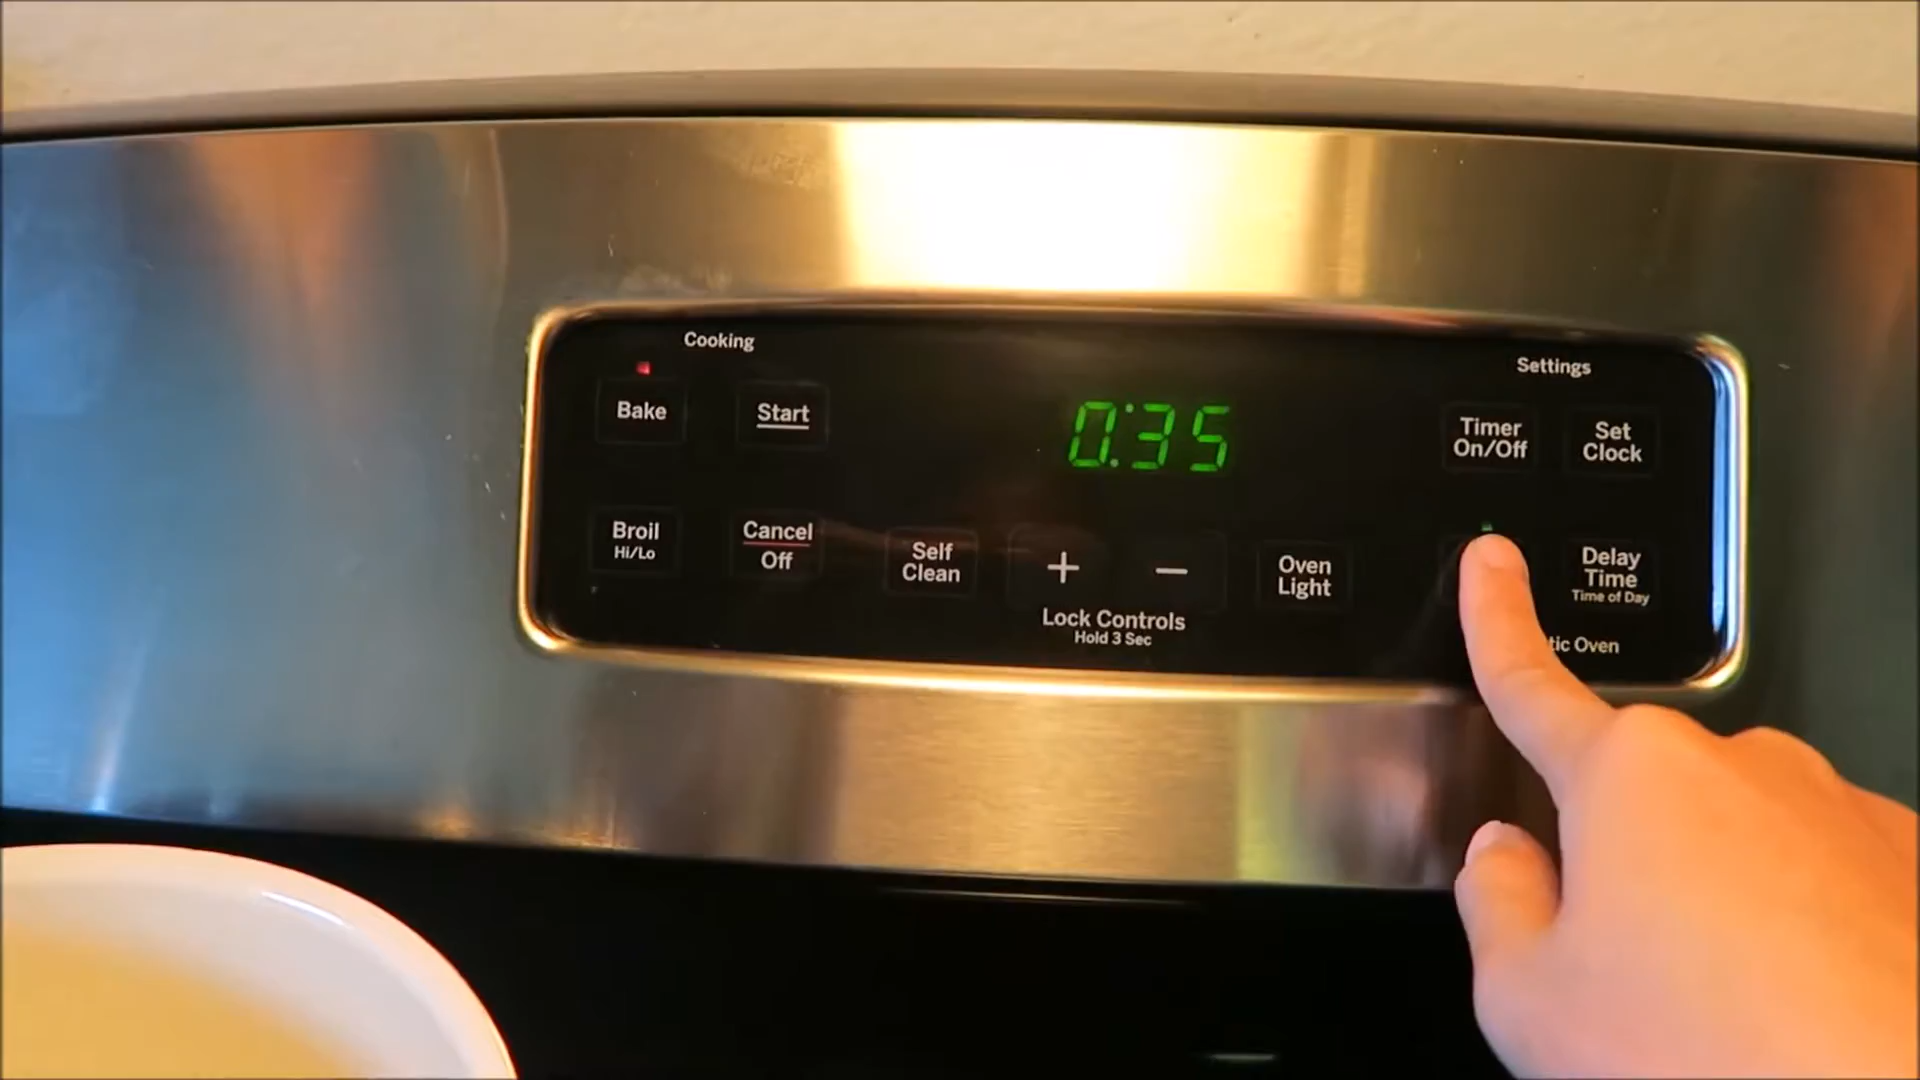 Cooking
Settings
Bake
Start
0:35
Timer
On/Off
Set
Clock
Broil
Hi/Lo
Cancel
Off
Self
Clean
+
−
Oven
Light
Delay
Time
Time of Day
Lock Controls
Hold 3 Sec
tic Oven